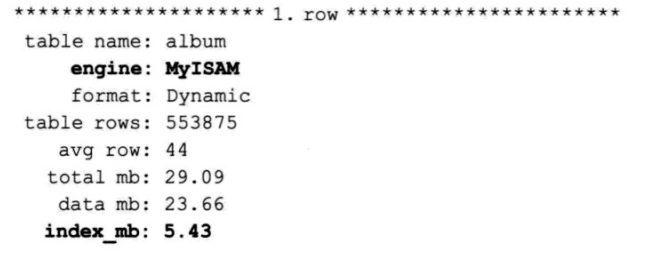 ********************* 1. row ***********************
table name: album
engine: MyISAM
format: Dynamic
table rows: 553875
avg row: 44
total mb: 29.09
data mb: 23.66
index_mb: 5.43